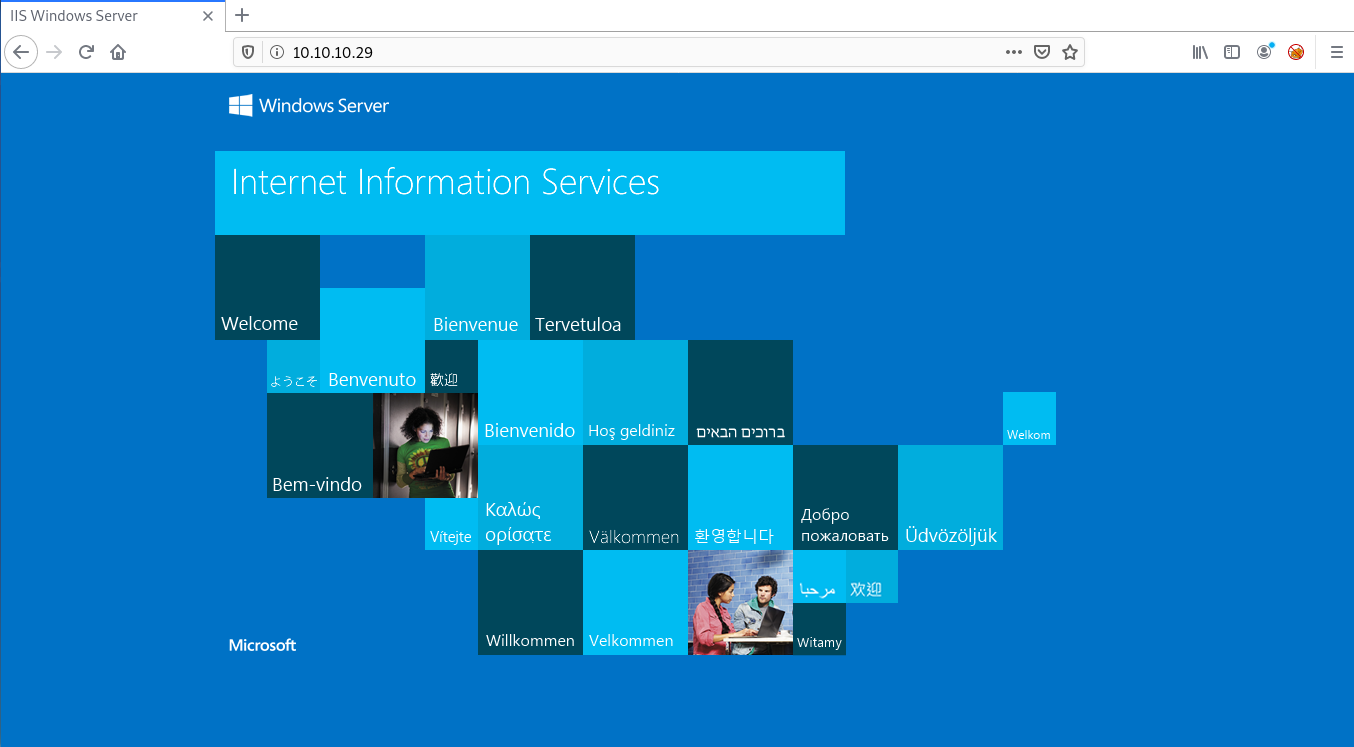 IIS Windows Server
10.10.10.29
Windows Server
Internet Information Services
Welcome
Bienvenue
Tervetuloa
ようこそ
Benvenuto
歡迎
Bienvenido
Hoş geldiniz
ברוכים הבאים
Welkom
Bem-vindo
Vítejte
Καλώς
ορίσατε
Välkommen
환영합니다
Добро
пожаловать
Üdvözöljük
Willkommen
Velkommen
مرحبا
欢迎
Witamy
Microsoft